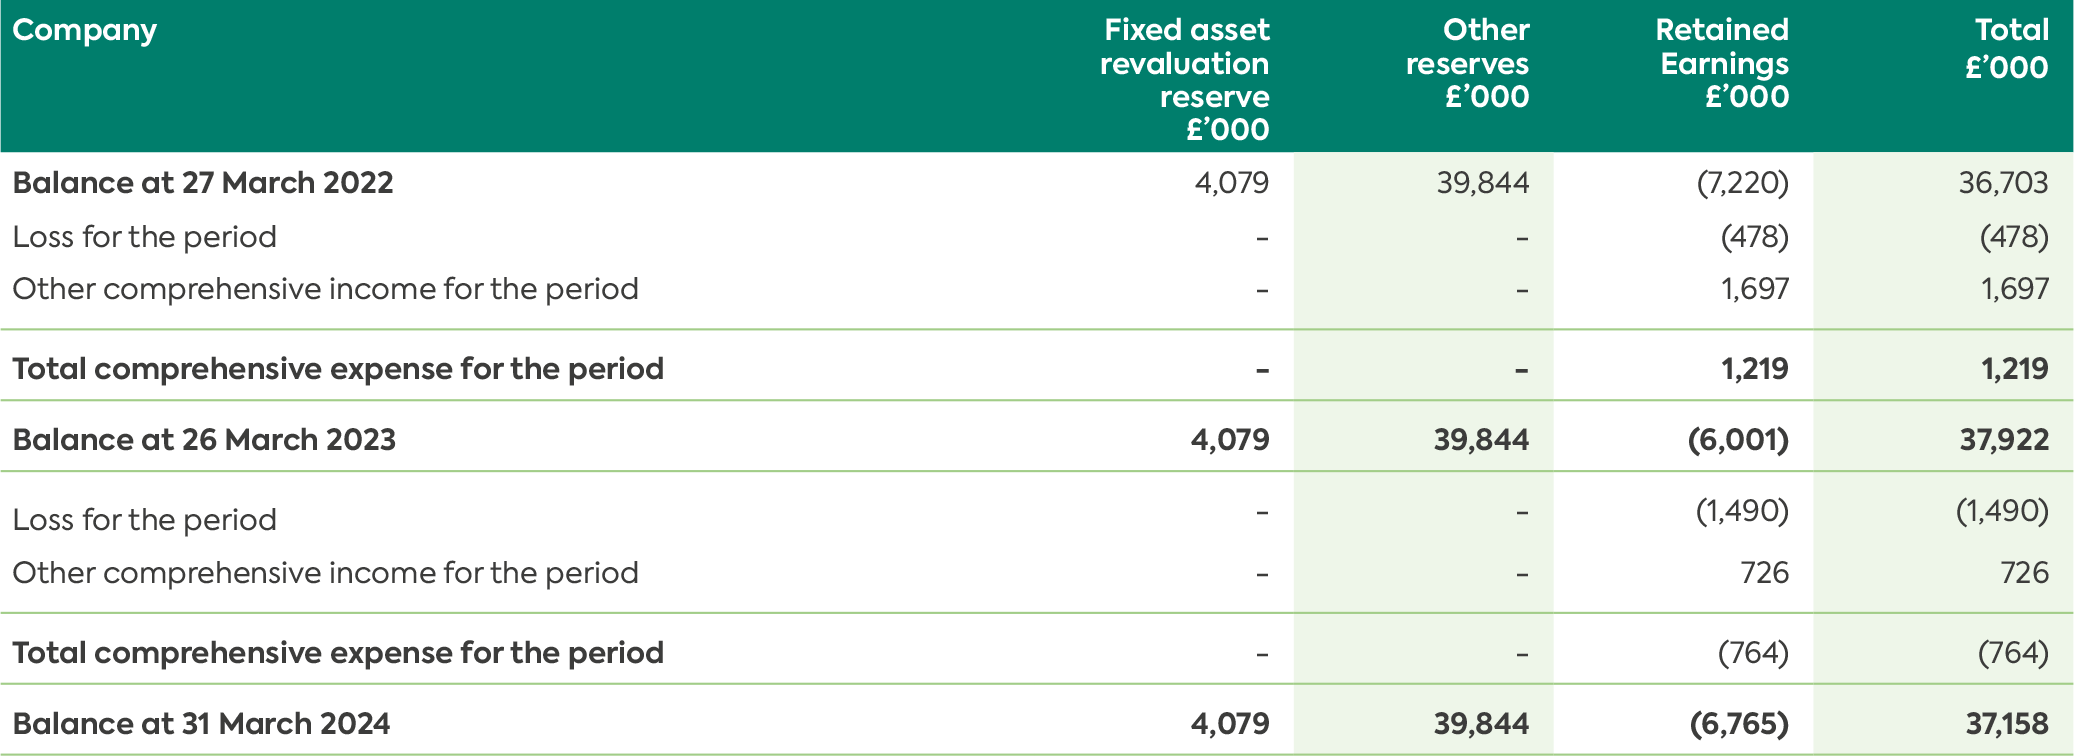 Company Fixed asset revaluation reserve £’000 Other reserves £’000 Retained Earnings £’000 Total £’000
Balance at 27 March 2022 4,079 39,844 (7,220) 36,703
Loss for the period – – (478) (478)
Other comprehensive income for the period – – 1,697 1,697
Total comprehensive expense for the period – – 1,219 1,219
Balance at 26 March 2023 4,079 39,844 (6,001) 37,922
Loss for the period – – (1,490) (1,490)
Other comprehensive income for the period – – 726 726
Total comprehensive expense for the period – – (764) (764)
Balance at 31 March 2024 4,079 39,844 (6,765) 37,158